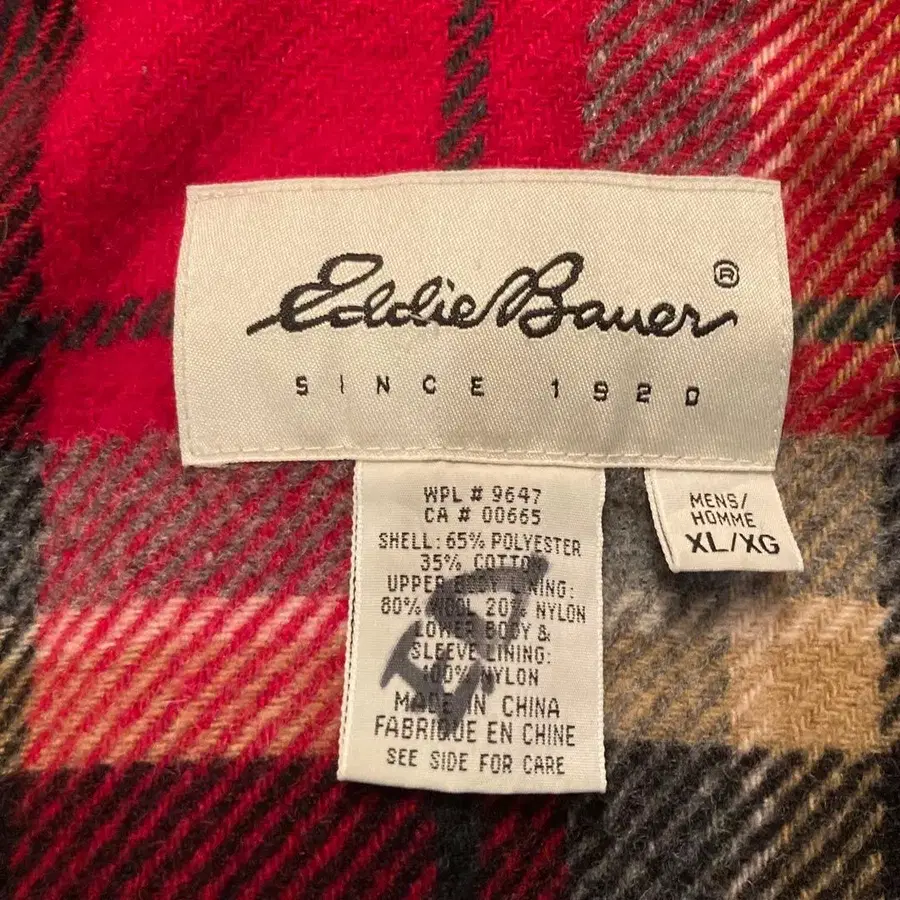 Eddie Bauer ®
SINCE 1920
WPL # 9647
CA # 00665
SHELL: 65% POLYESTER
35% COTTON
UPPER BODY LINING:
80% WOOL 20% NYLON
LOWER BODY &
SLEEVE LINING:
100% NYLON
MADE IN CHINA
FABRIQUE EN CHINE
SEE SIDE FOR CARE
MENS/
HOMME
XL/XG